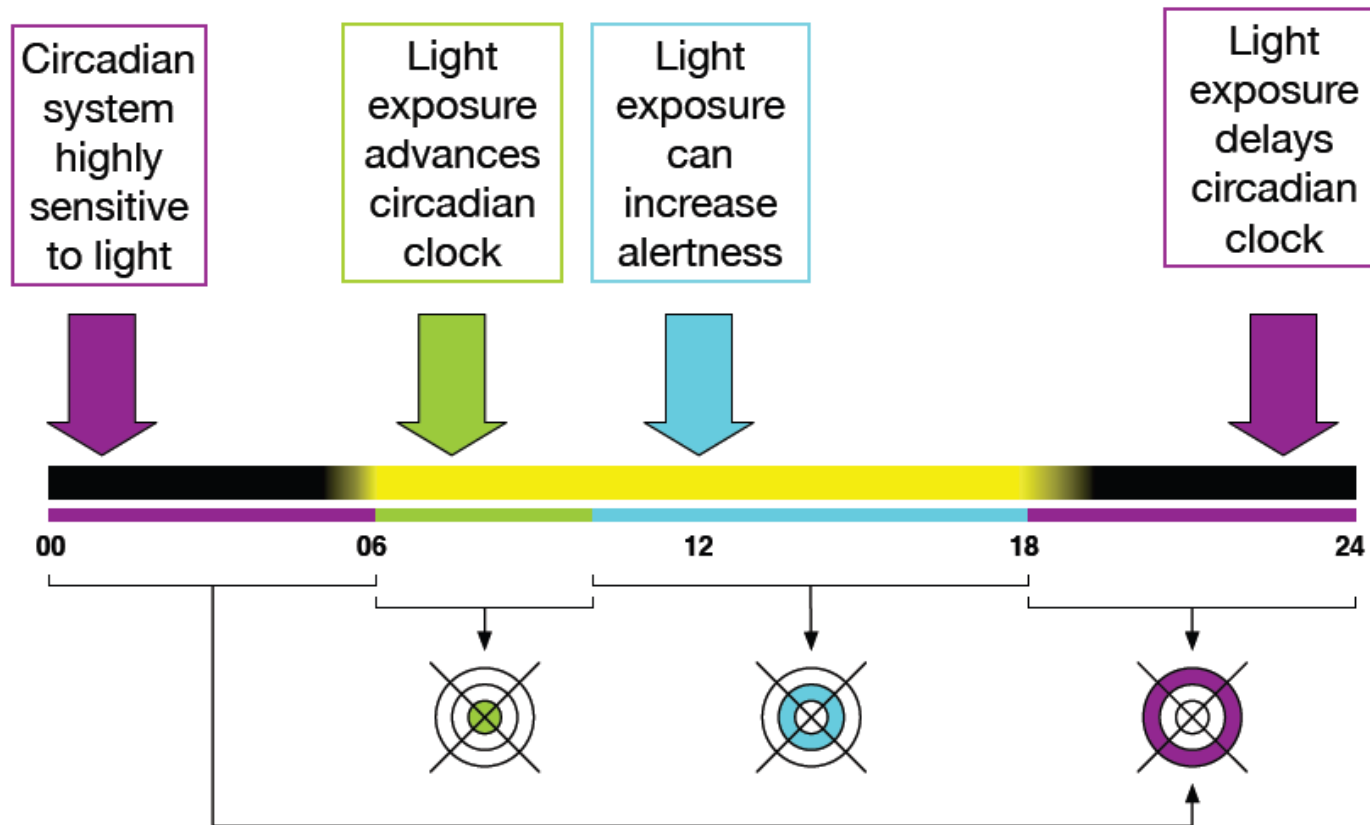 Circadian
system
highly
sensitive
to light
Light
exposure
advances
circadian
clock
Light
exposure
can
increase
alertness
Light
exposure
delays
circadian
clock
00 06 12 18 24